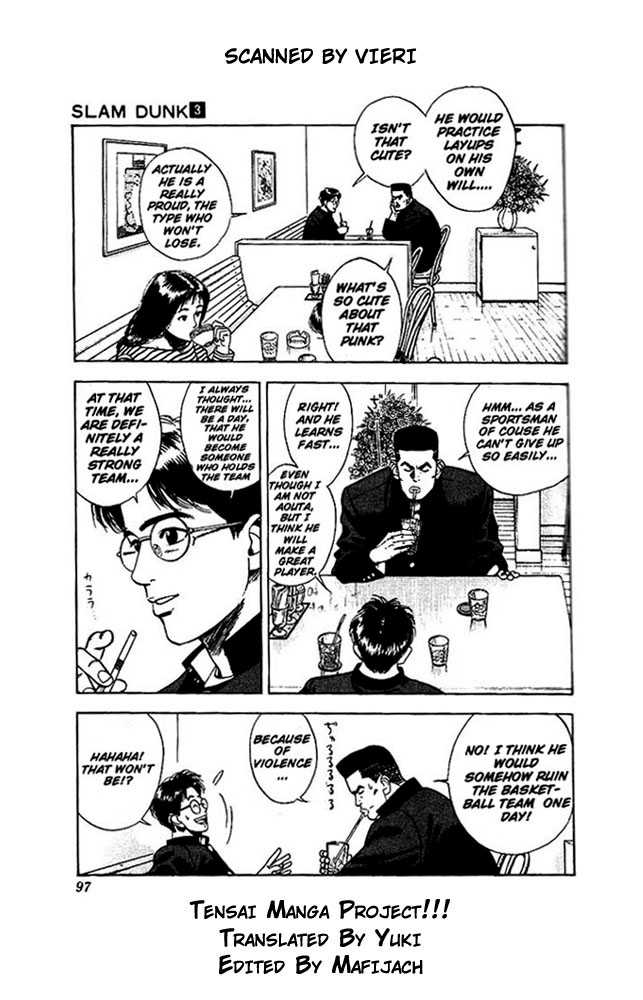 SCANNED BY VIERI
SLAM DUNK 3
HE WOULD
PRACTICE
LAYUPS
ON HIS
OWN
WILL....
ISN'T
THAT
CUTE?
ACTUALLY
HE IS A
REALLY
PROUD, THE
TYPE WHO
WON'T
LOSE.
WHAT'S
SO CUTE
ABOUT
THAT
PUNK?
HMM... AS A
SPORTSMAN
OF COUSE HE
CAN'T GIVE UP
SO EASILY...
RIGHT!
AND HE
LEARNS
FAST...
EVEN
THOUGH I
AM NOT
AOUTA,
BUT I
THINK HE
WILL
MAKE A
GREAT
PLAYER.
I ALWAYS
THOUGHT...
THERE WILL
BE A DAY,
THAT HE
WOULD
BECOME
SOMEONE
WHO HOLDS
THE TEAM
AT THAT
TIME, WE
ARE DEFI-
NITELY A
REALLY
STRONG
TEAM...
カララ
NO! I THINK HE
WOULD
SOMEHOW RUIN
THE BASKET-
BALL TEAM ONE
DAY!
BECAUSE
OF
VIOLENCE
...
HAHAHA!
THAT WON'T
BE!?
97
TENSAI MANGA PROJECT!!!
TRANSLATED BY YUKI
EDITED BY MAFIJACH